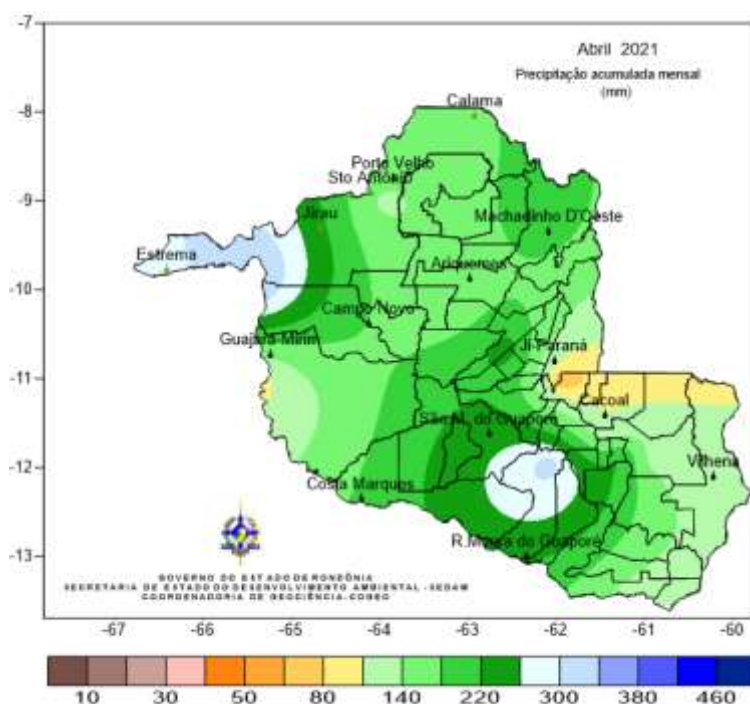 Abril 2021
Precipitação acumulada mensal
(mm)
-7
-8
-9
-10
-11
-12
-13
Calama
Porto Velho
Sto Antônio
Jirau
Machadinho D'Oeste
Estrema
Ariquemes
Campo Novo
Guajará-Mirim
Ji-Paraná
Cacoal
São M. do Guaporé
Vilhena
Costa Marques
R.Moura do Guaporé
GOVERNO DO ESTADO DE RONDÔNIA
SECRETARIA DE ESTADO DO DESENVOLVIMENTO AMBIENTAL -SEDAM
COORDENADORIA DE GEOCIÊNCIA-COGEO
-67 -66 -65 -64 -63 -62 -61 -60
10 30 50 80 140 220 300 380 460